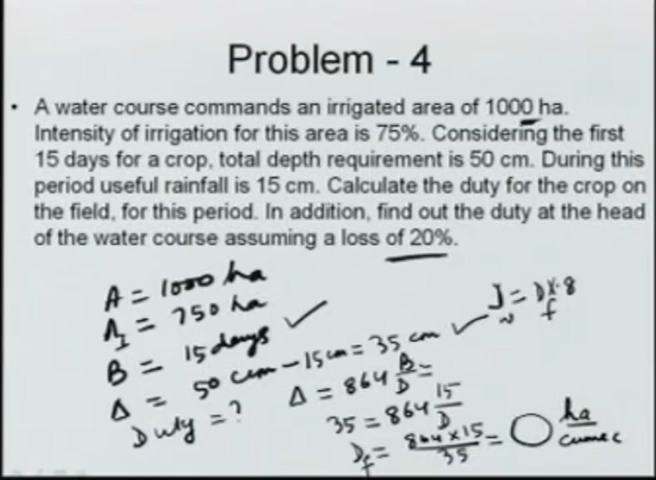 Problem - 4
• A water course commands an irrigated area of 1000 ha.
Intensity of irrigation for this area is 75%. Considering the first
15 days for a crop, total depth requirement is 50 cm. During this
period useful rainfall is 15 cm. Calculate the duty for the crop on
the field, for this period. In addition, find out the duty at the head
of the water course assuming a loss of 20%.
A = 1000 ha
A_I = 750 ha
B = 15 days
Δ = 50 cm - 15 cm = 35 cm
Duty = ?
Δ = 864 B/D =
35 = 864 15/D
D_f = 864 × 15 / 35 = ha/cumec